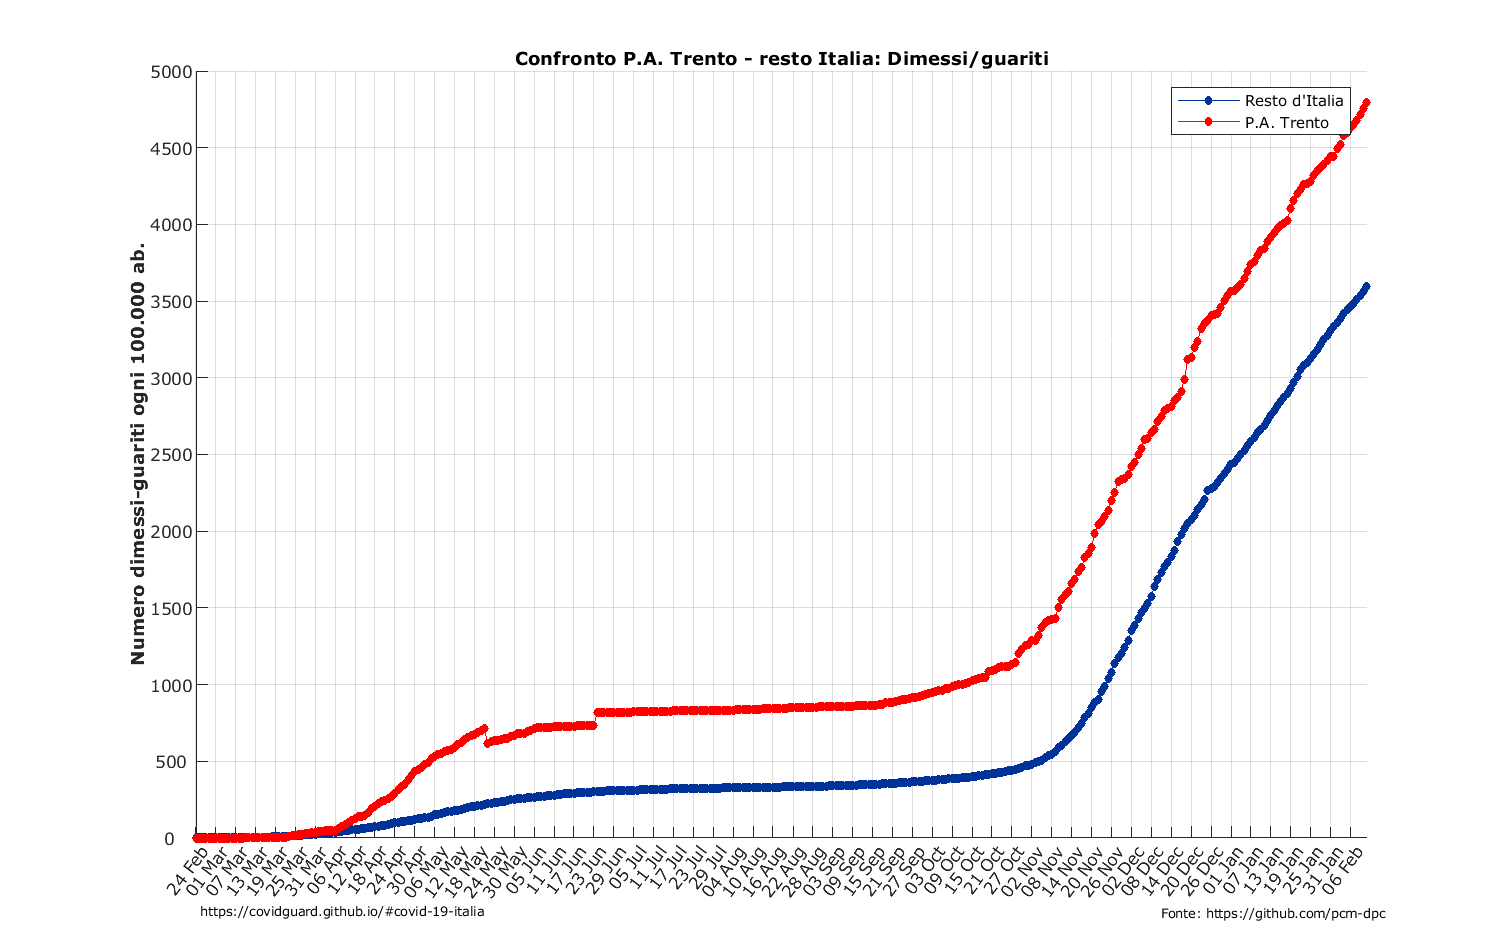 Confronto P.A. Trento - resto Italia: Dimessi/guariti
Numero dimessi-guariti ogni 100.000 ab.
5000
4500
4000
3500
3000
2500
2000
1500
1000
500
0
Resto d'Italia
P.A. Trento
24 Feb
01 Mar
07 Mar
13 Mar
19 Mar
25 Mar
31 Mar
06 Apr
12 Apr
18 Apr
24 Apr
30 Apr
06 May
12 May
18 May
24 May
30 May
05 Jun
11 Jun
17 Jun
23 Jun
29 Jun
05 Jul
11 Jul
17 Jul
23 Jul
29 Jul
04 Aug
10 Aug
16 Aug
22 Aug
28 Aug
03 Sep
09 Sep
15 Sep
21 Sep
27 Sep
03 Oct
09 Oct
15 Oct
21 Oct
27 Oct
02 Nov
08 Nov
14 Nov
20 Nov
26 Nov
02 Dec
08 Dec
14 Dec
20 Dec
26 Dec
01 Jan
07 Jan
13 Jan
19 Jan
25 Jan
31 Jan
06 Feb
https://covidguard.github.io/#covid-19-italia
Fonte: https://github.com/pcm-dpc